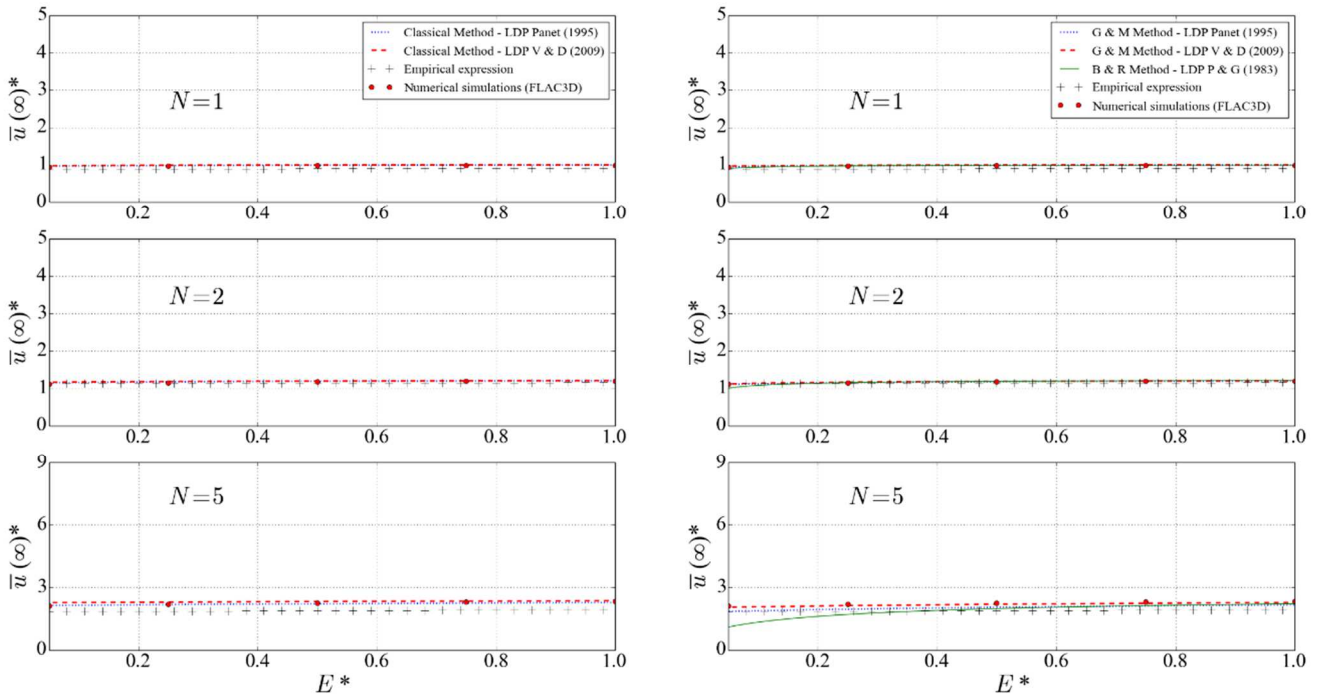 5
4
3
2
1
0
ū(∞)*
N=1
Classical Method - LDP Panet (1995)
Classical Method - LDP V & D (2009)
Empirical expression
Numerical simulations (FLAC3D)
0.2 0.4 0.6 0.8 1.0
5
4
3
2
1
0
ū(∞)*
N=1
G & M Method - LDP Panet (1995)
G & M Method - LDP V & D (2009)
B & R Method - LDP P & G (1983)
Empirical expression
Numerical simulations (FLAC3D)
0.2 0.4 0.6 0.8 1.0
5
4
3
2
1
0
ū(∞)*
N=2
0.2 0.4 0.6 0.8 1.0
5
4
3
2
1
0
ū(∞)*
N=2
0.2 0.4 0.6 0.8 1.0
9
6
3
0
ū(∞)*
N=5
0.2 0.4 0.6 0.8 1.0
E*
9
6
3
0
ū(∞)*
N=5
0.2 0.4 0.6 0.8 1.0
E*